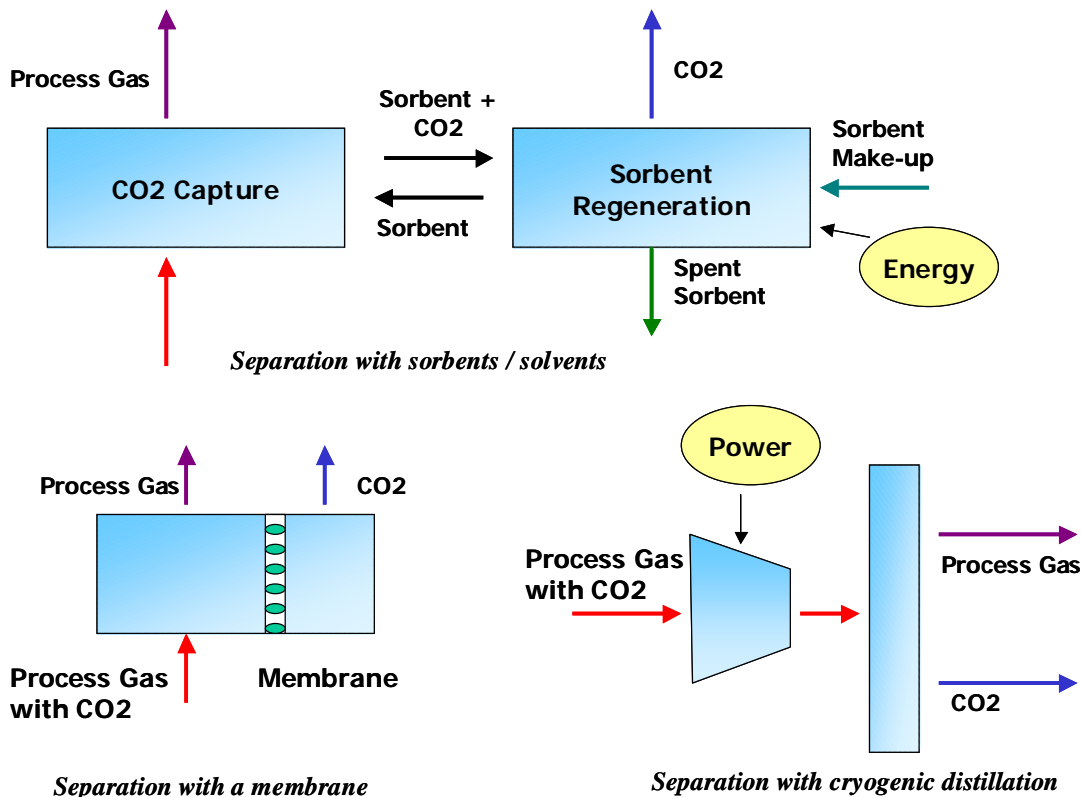 Process Gas
CO2
Sorbent +
CO2
Sorbent
Make-up
CO2 Capture
Sorbent
Regeneration
Sorbent
Energy
Spent
Sorbent
Separation with sorbents / solvents
Process Gas
CO2
Process Gas
with CO2
Membrane
Separation with a membrane
Power
Process Gas
with CO2
Process Gas
CO2
Separation with cryogenic distillation